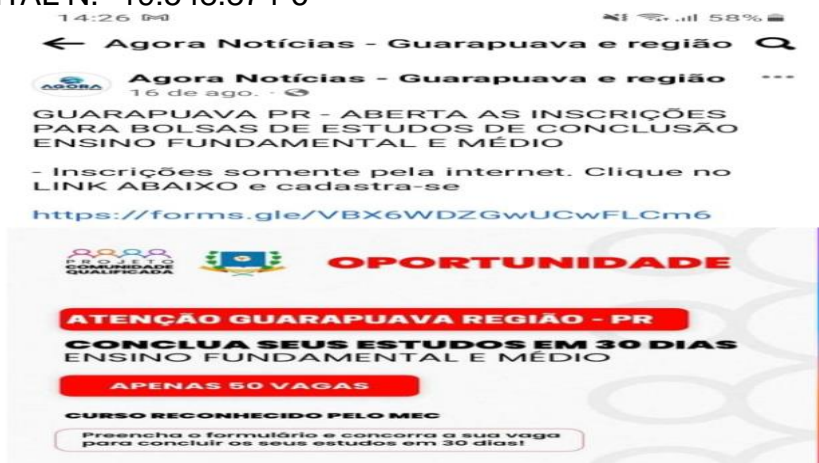 14:26
58%
← Agora Notícias - Guarapuava e região
AGORA
Agora Notícias - Guarapuava e região
16 de ago. ·
GUARAPUAVA PR - ABERTA AS INSCRIÇÕES
PARA BOLSAS DE ESTUDOS DE CONCLUSÃO
ENSINO FUNDAMENTAL E MÉDIO
- Inscrições somente pela internet. Clique no
LINK ABAIXO e cadastra-se
https://forms.gle/VBX6WDZGwUCwFLCm6
PROJETO
COMUNIDADE
QUALIFICADA
OPORTUNIDADE
ATENÇÃO GUARAPUAVA REGIÃO - PR
CONCLUA SEUS ESTUDOS EM 30 DIAS
ENSINO FUNDAMENTAL E MÉDIO
APENAS 50 VAGAS
CURSO RECONHECIDO PELO MEC
Preencha o formulário e concorra a sua vaga
para concluir os seus estudos em 30 dias!